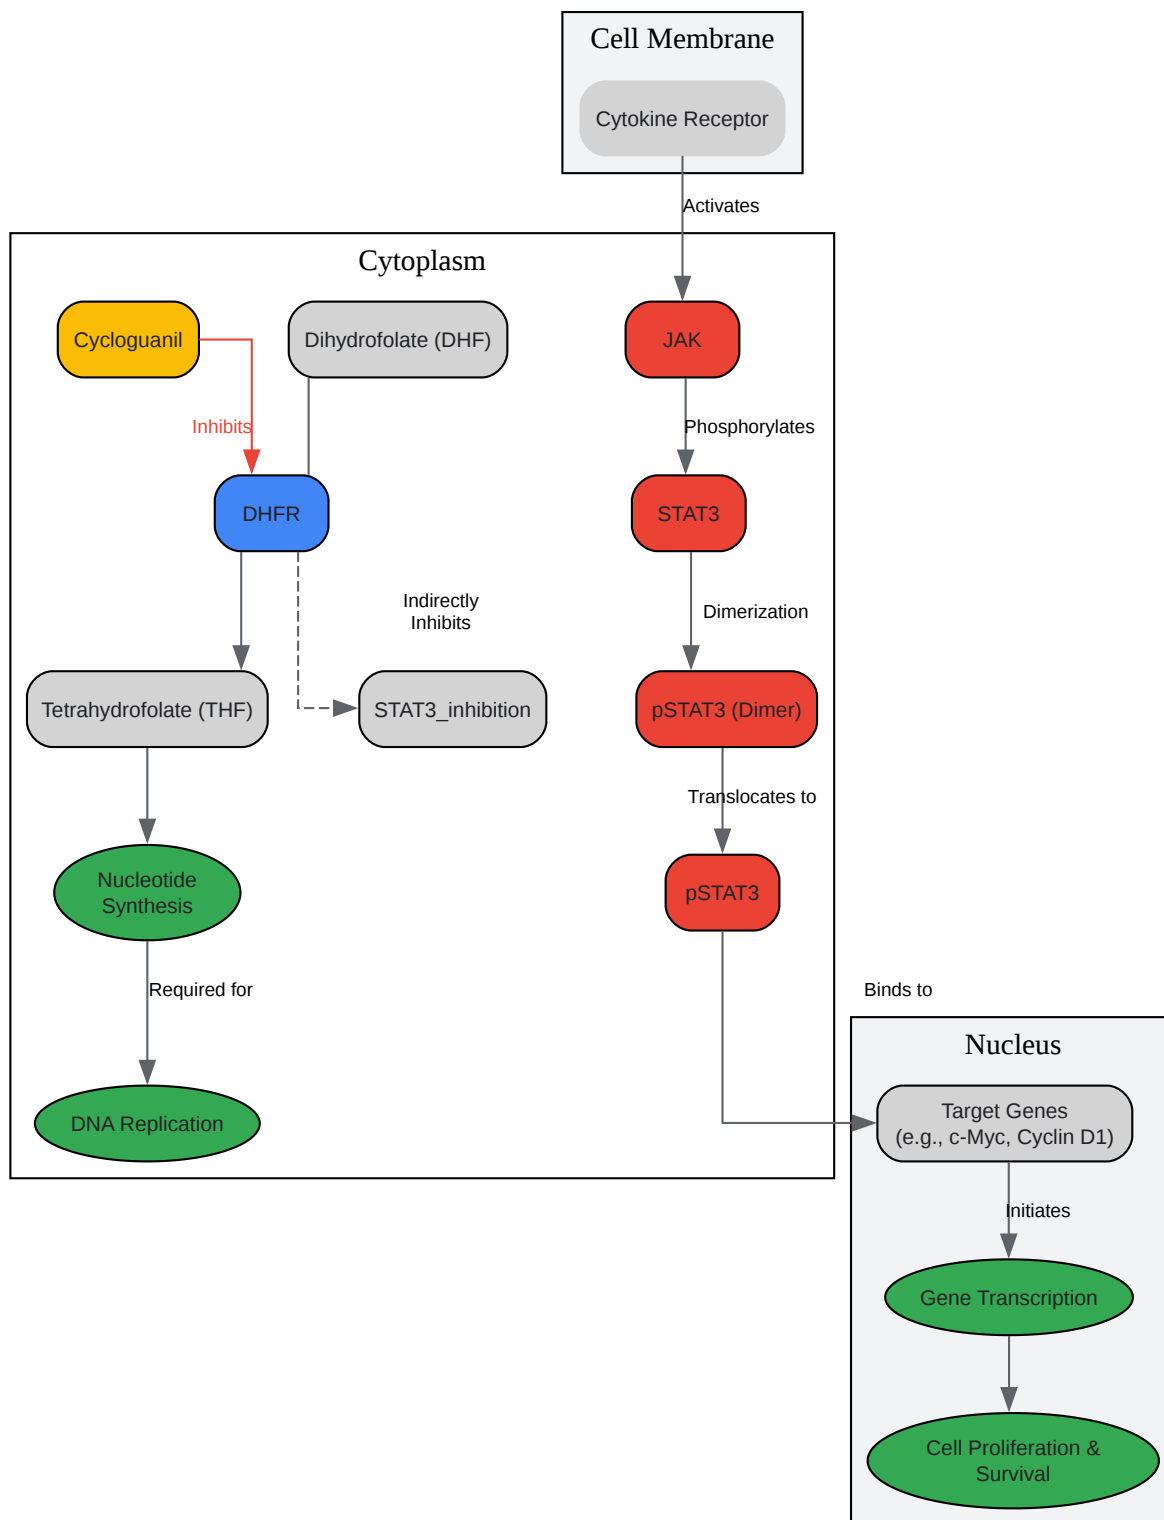 Cell Membrane
Cytokine Receptor
Activates
Cytoplasm
Cycloguanil
Dihydrofolate (DHF)
JAK
Inhibits
Phosphorylates
DHFR
STAT3
Indirectly
Inhibits
Dimerization
Tetrahydrofolate (THF)
STAT3_inhibition
pSTAT3 (Dimer)
Translocates to
Nucleotide
Synthesis
pSTAT3
Required for
Binds to
Nucleus
DNA Replication
Target Genes
(e.g., c-Myc, Cyclin D1)
Initiates
Gene Transcription
Cell Proliferation &
Survival